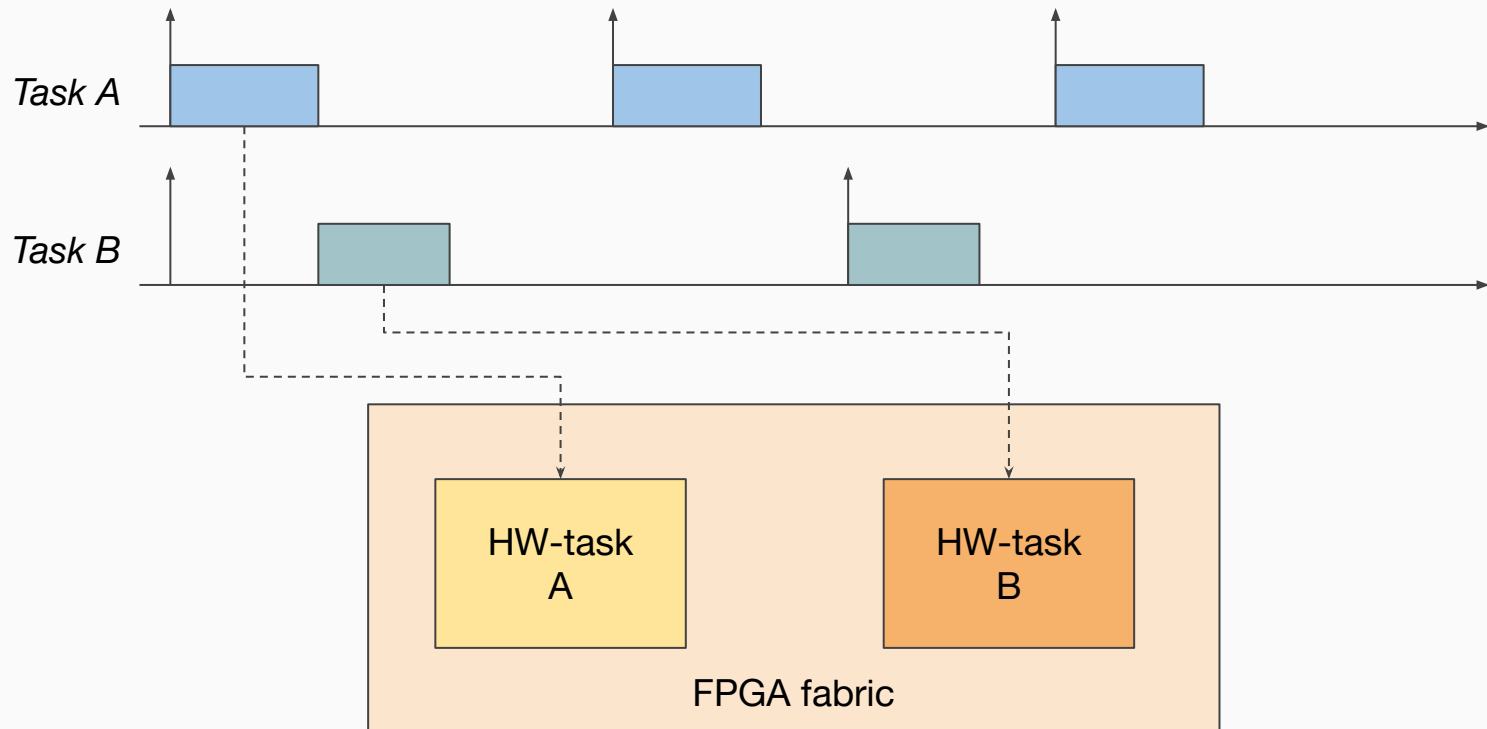 Task A
Task B
HW-task
A
HW-task
B
FPGA fabric